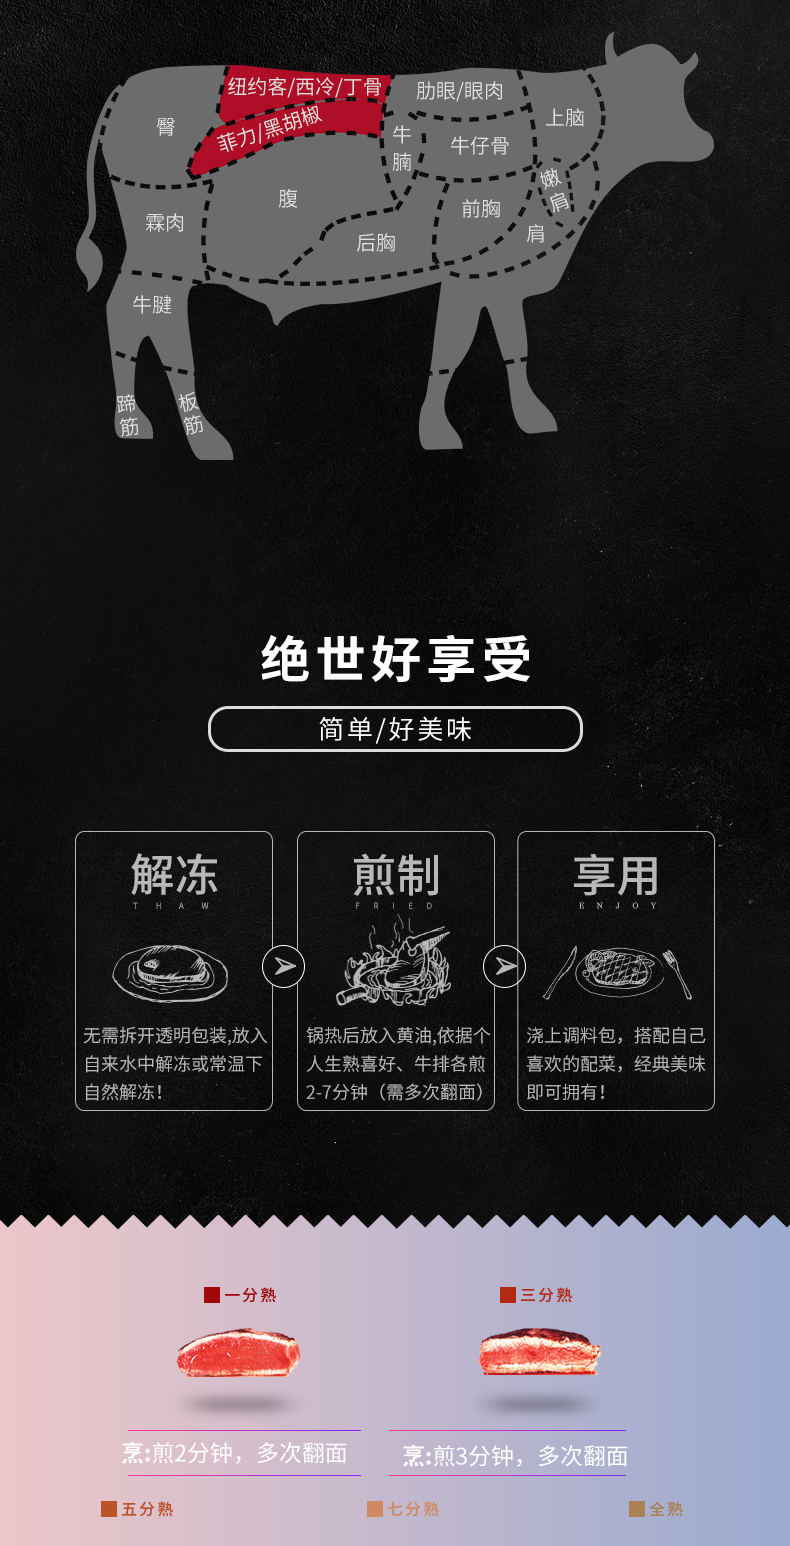 纽约客/西冷/丁骨
肋眼/眼肉
上脑
臀
菲力/黑胡椒
牛腩
牛仔骨
嫩肩
腹
前胸
霖肉
后胸
肩
牛腱
蹄筋
板筋
绝世好享受
简单/好美味
解冻
THAW
无需拆开透明包装,放入
自来水中解冻或常温下
自然解冻!
煎制
FRIED
锅热后放入黄油,依据个
人生熟喜好、牛排各煎
2-7分钟（需多次翻面）
享用
ENJOY
浇上调料包，搭配自己
喜欢的配菜，经典美味
即可拥有!
一分熟
三分熟
烹:煎2分钟，多次翻面
烹:煎3分钟，多次翻面
五分熟
七分熟
全熟